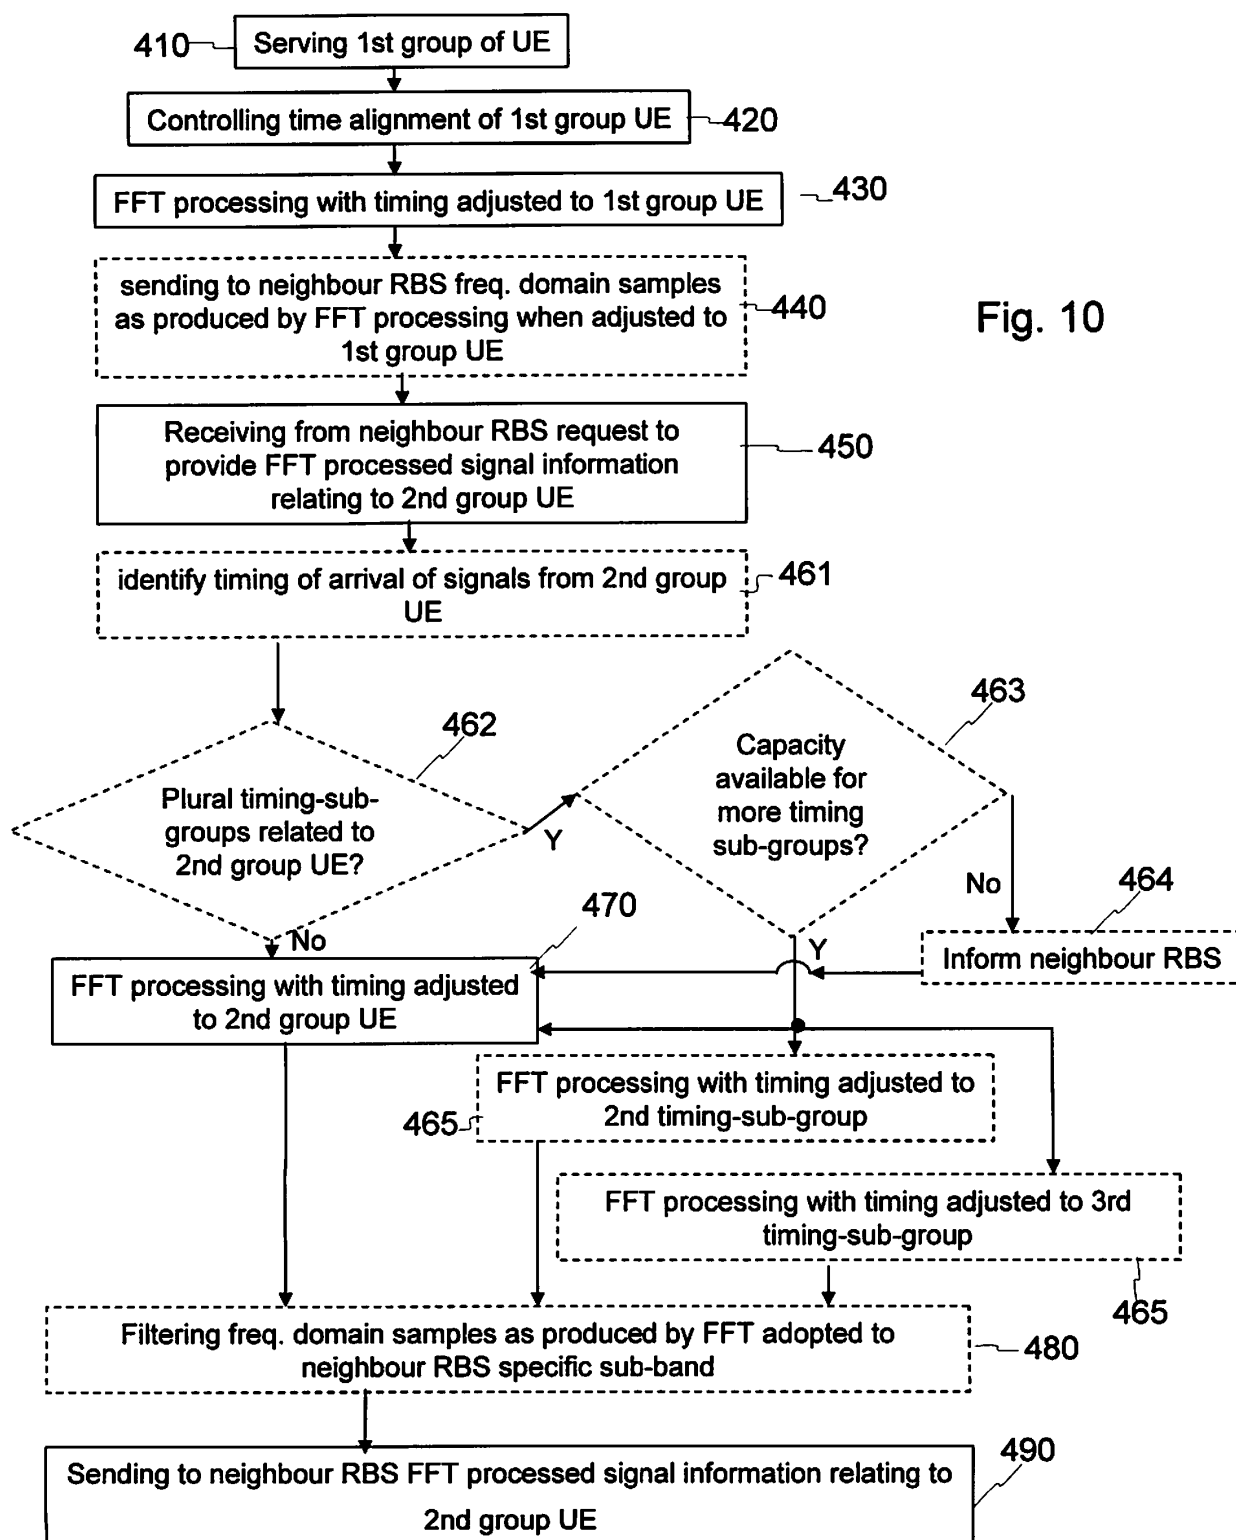 410
Serving 1st group of UE
Controlling time alignment of 1st group UE
420
FFT processing with timing adjusted to 1st group UE
430
sending to neighbour RBS freq. domain samples
as produced by FFT processing when adjusted to
1st group UE
440
Fig. 10
Receiving from neighbour RBS request to
provide FFT processed signal information
relating to 2nd group UE
450
identify timing of arrival of signals from 2nd group
UE
461
462
Plural timing-sub-
groups related to
2nd group UE?
Y
463
Capacity
available for
more timing
sub-groups?
No
464
Inform neighbour RBS
Y
No
470
FFT processing with timing adjusted
to 2nd group UE
FFT processing with timing adjusted to
2nd timing-sub-group
465
FFT processing with timing adjusted to 3rd
timing-sub-group
465
Filtering freq. domain samples as produced by FFT adopted to
neighbour RBS specific sub-band
480
Sending to neighbour RBS FFT processed signal information relating to
2nd group UE
490